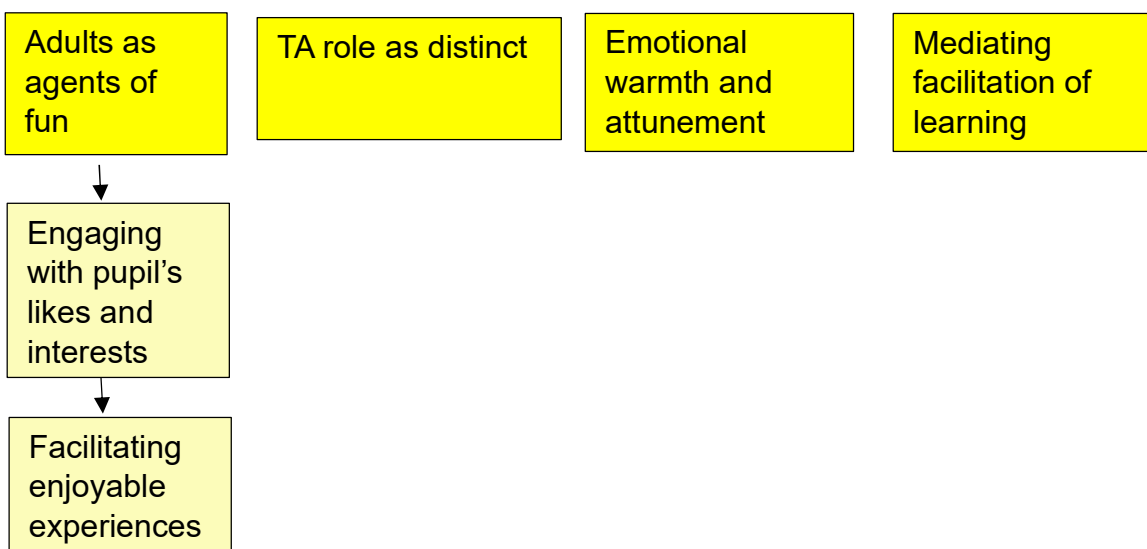 Adults as
agents of
fun
TA role as distinct
Emotional
warmth and
attunement
Mediating
facilitation of
learning
Engaging
with pupil’s
likes and
interests
Facilitating
enjoyable
experiences